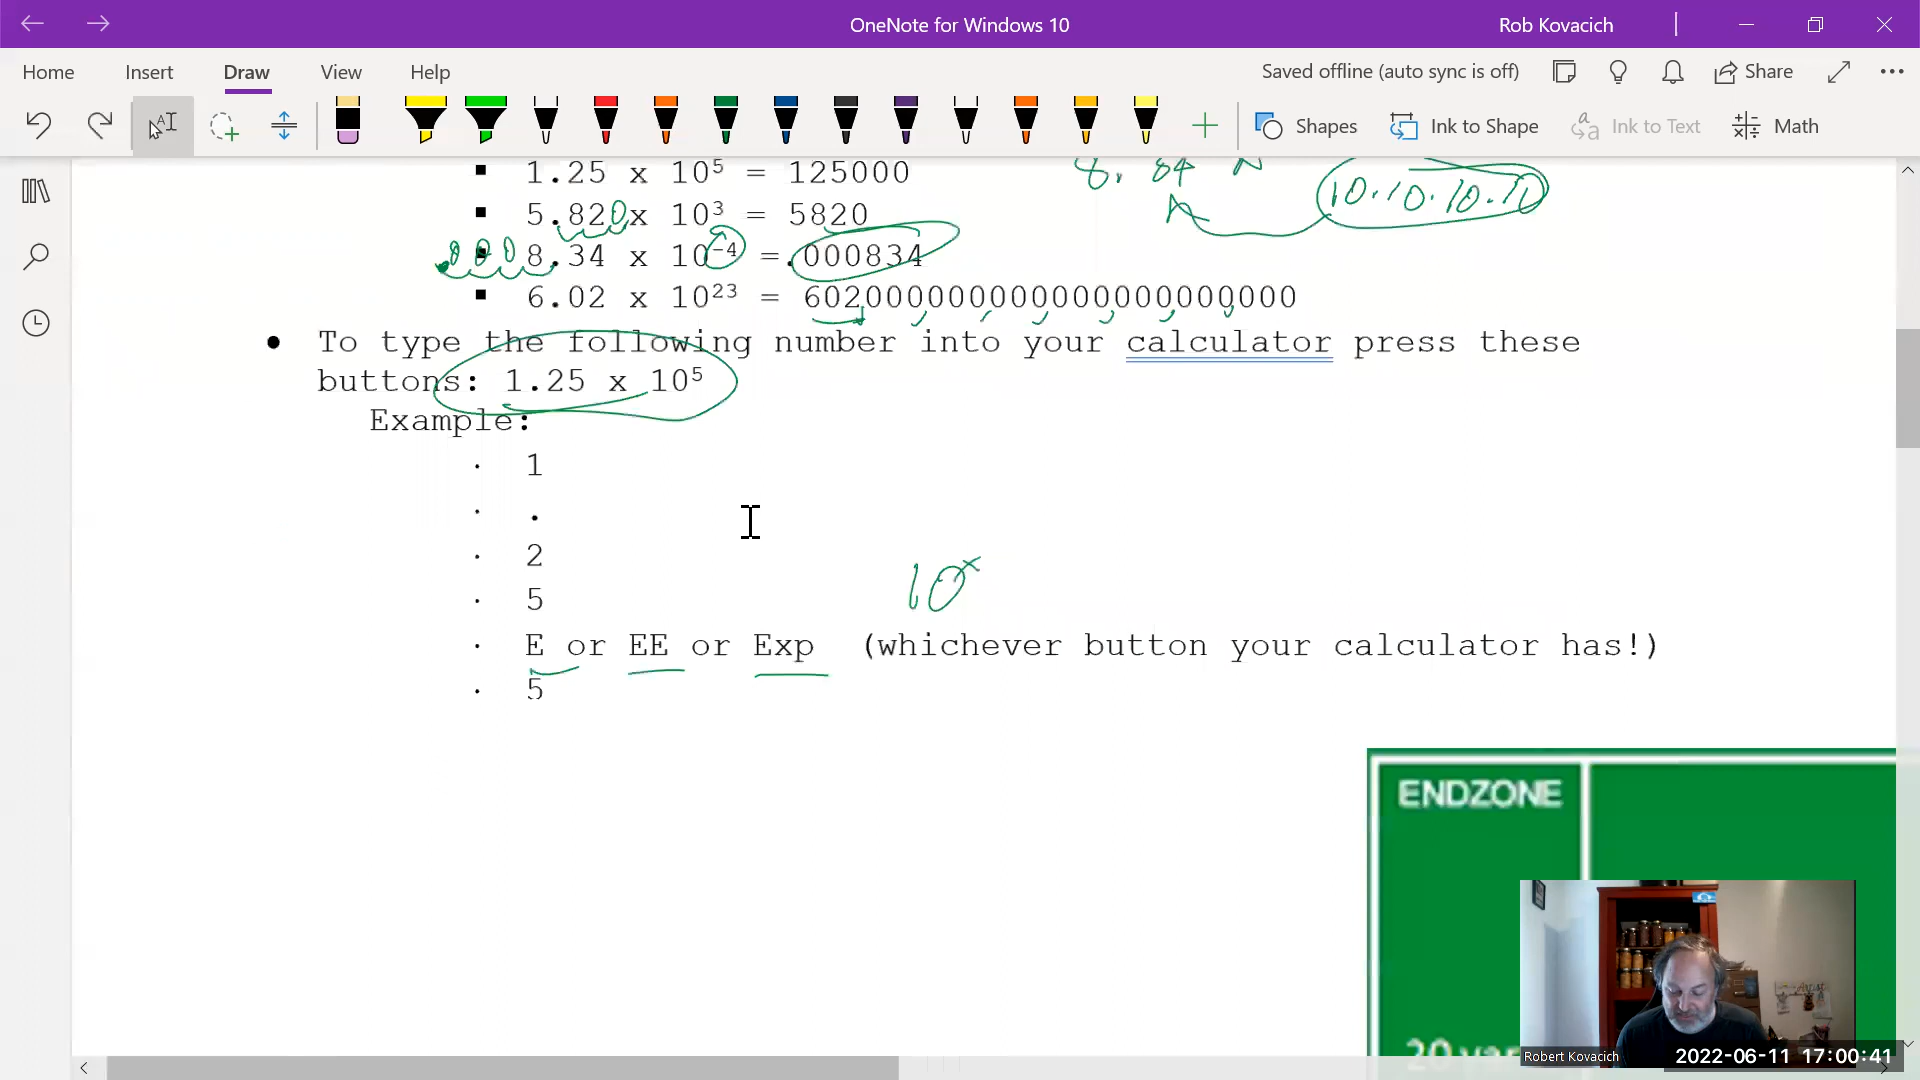 OneNote for Windows 10
Rob Kovacich
Home Insert Draw View Help
Saved offline (auto sync is off)
Share
Shapes
Ink to Shape
Ink to Text
Math
▪ 1.25 x 10⁵ = 125000
▪ 5.820x 10³ = 5820
000 8.34 x 10⁻⁴ =.000834
▪ 6.02 x 10²³ = 602000000000000000000000
10.10.10.10
• To type the following number into your calculator press these
buttons: 1.25 x 10⁵
Example:
· 1
· .
· 2
· 5
10ˣ
· E or EE or Exp (whichever button your calculator has!)
· 5
ENDZONE
Robert Kovacich
2022-06-11 17:00:41